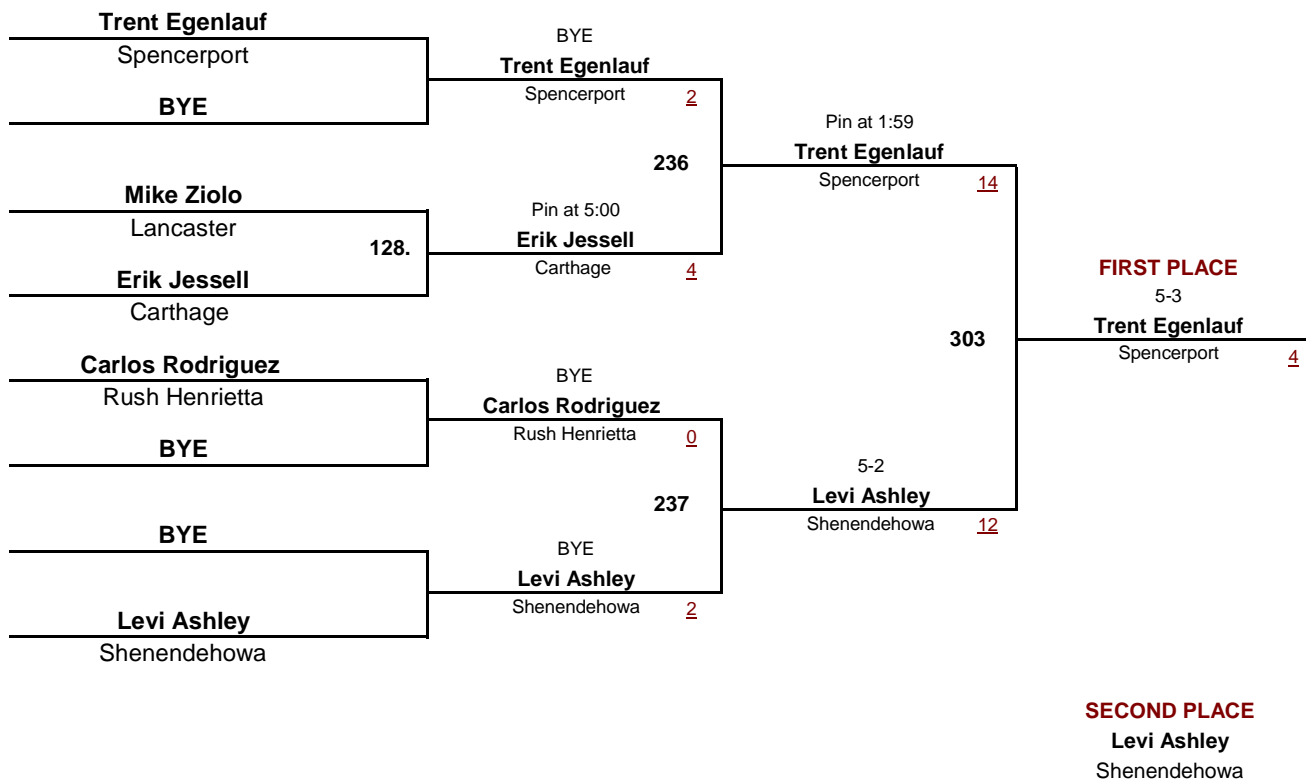 Trent Egenlauf
Spencerport
BYE
Mike Ziolo
Lancaster
128.
Erik Jessell
Carthage
Carlos Rodriguez
Rush Henrietta
BYE
BYE
Levi Ashley
Shenendehowa
BYE
Trent Egenlauf
Spencerport 2
236
Pin at 5:00
Erik Jessell
Carthage 4
BYE
Carlos Rodriguez
Rush Henrietta 0
237
BYE
Levi Ashley
Shenendehowa 2
Pin at 1:59
Trent Egenlauf
Spencerport 14
303
5-2
Levi Ashley
Shenendehowa 12
FIRST PLACE
5-3
Trent Egenlauf
Spencerport 4
SECOND PLACE
Levi Ashley
Shenendehowa